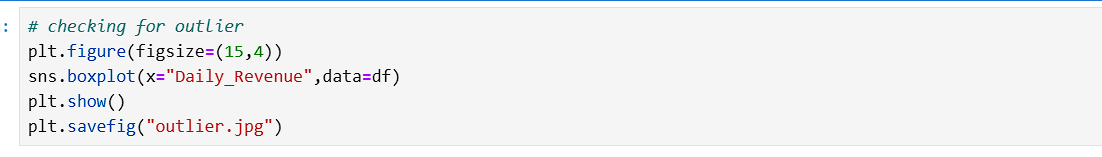 : # checking for outlier
plt.figure(figsize=(15,4))
sns.boxplot(x="Daily_Revenue",data=df)
plt.show()
plt.savefig("outlier.jpg")